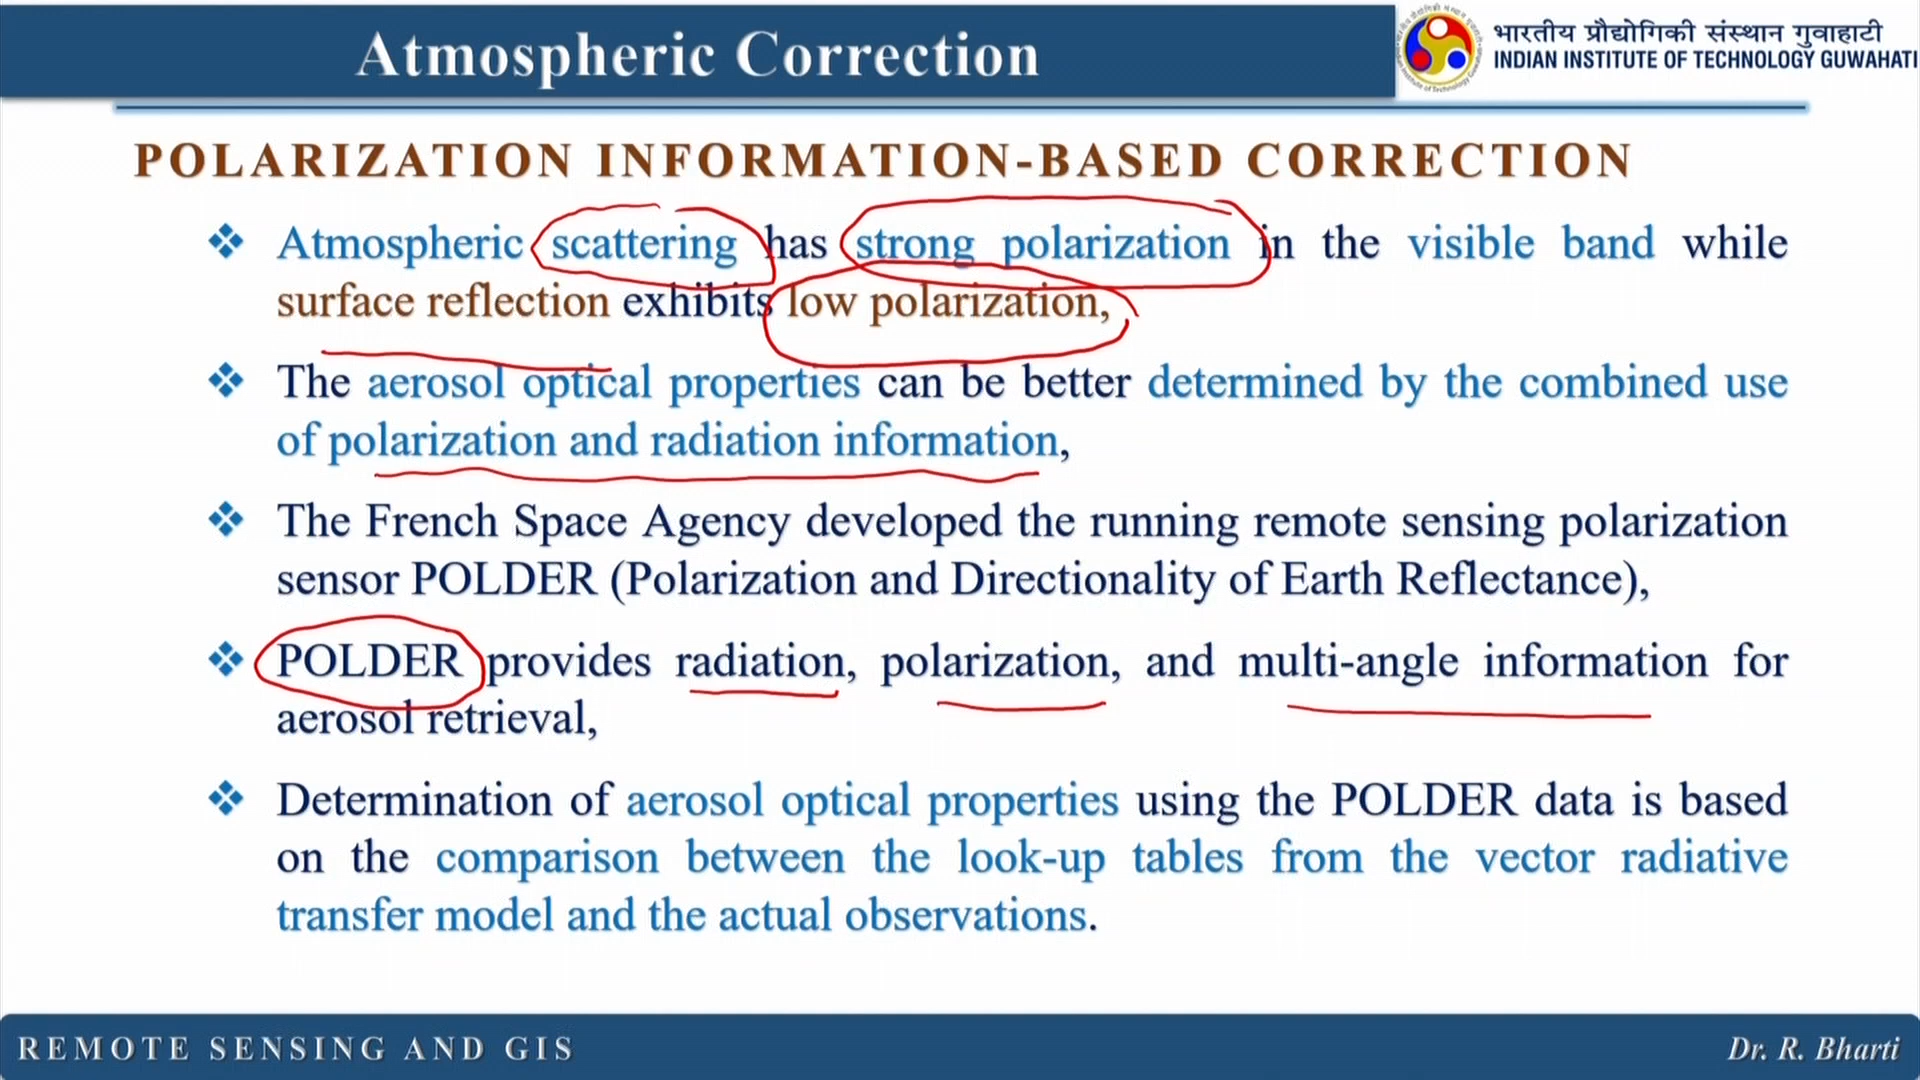 Atmospheric Correction
भारतीय प्रौद्योगिकी संस्थान गुवाहाटी
INDIAN INSTITUTE OF TECHNOLOGY GUWAHATI
POLARIZATION INFORMATION-BASED CORRECTION
❖ Atmospheric scattering has strong polarization in the visible band while
surface reflection exhibits low polarization,
❖ The aerosol optical properties can be better determined by the combined use
of polarization and radiation information,
❖ The French Space Agency developed the running remote sensing polarization
sensor POLDER (Polarization and Directionality of Earth Reflectance),
❖ POLDER provides radiation, polarization, and multi-angle information for
aerosol retrieval,
❖ Determination of aerosol optical properties using the POLDER data is based
on the comparison between the look-up tables from the vector radiative
transfer model and the actual observations.
REMOTE SENSING AND GIS
Dr. R. Bharti